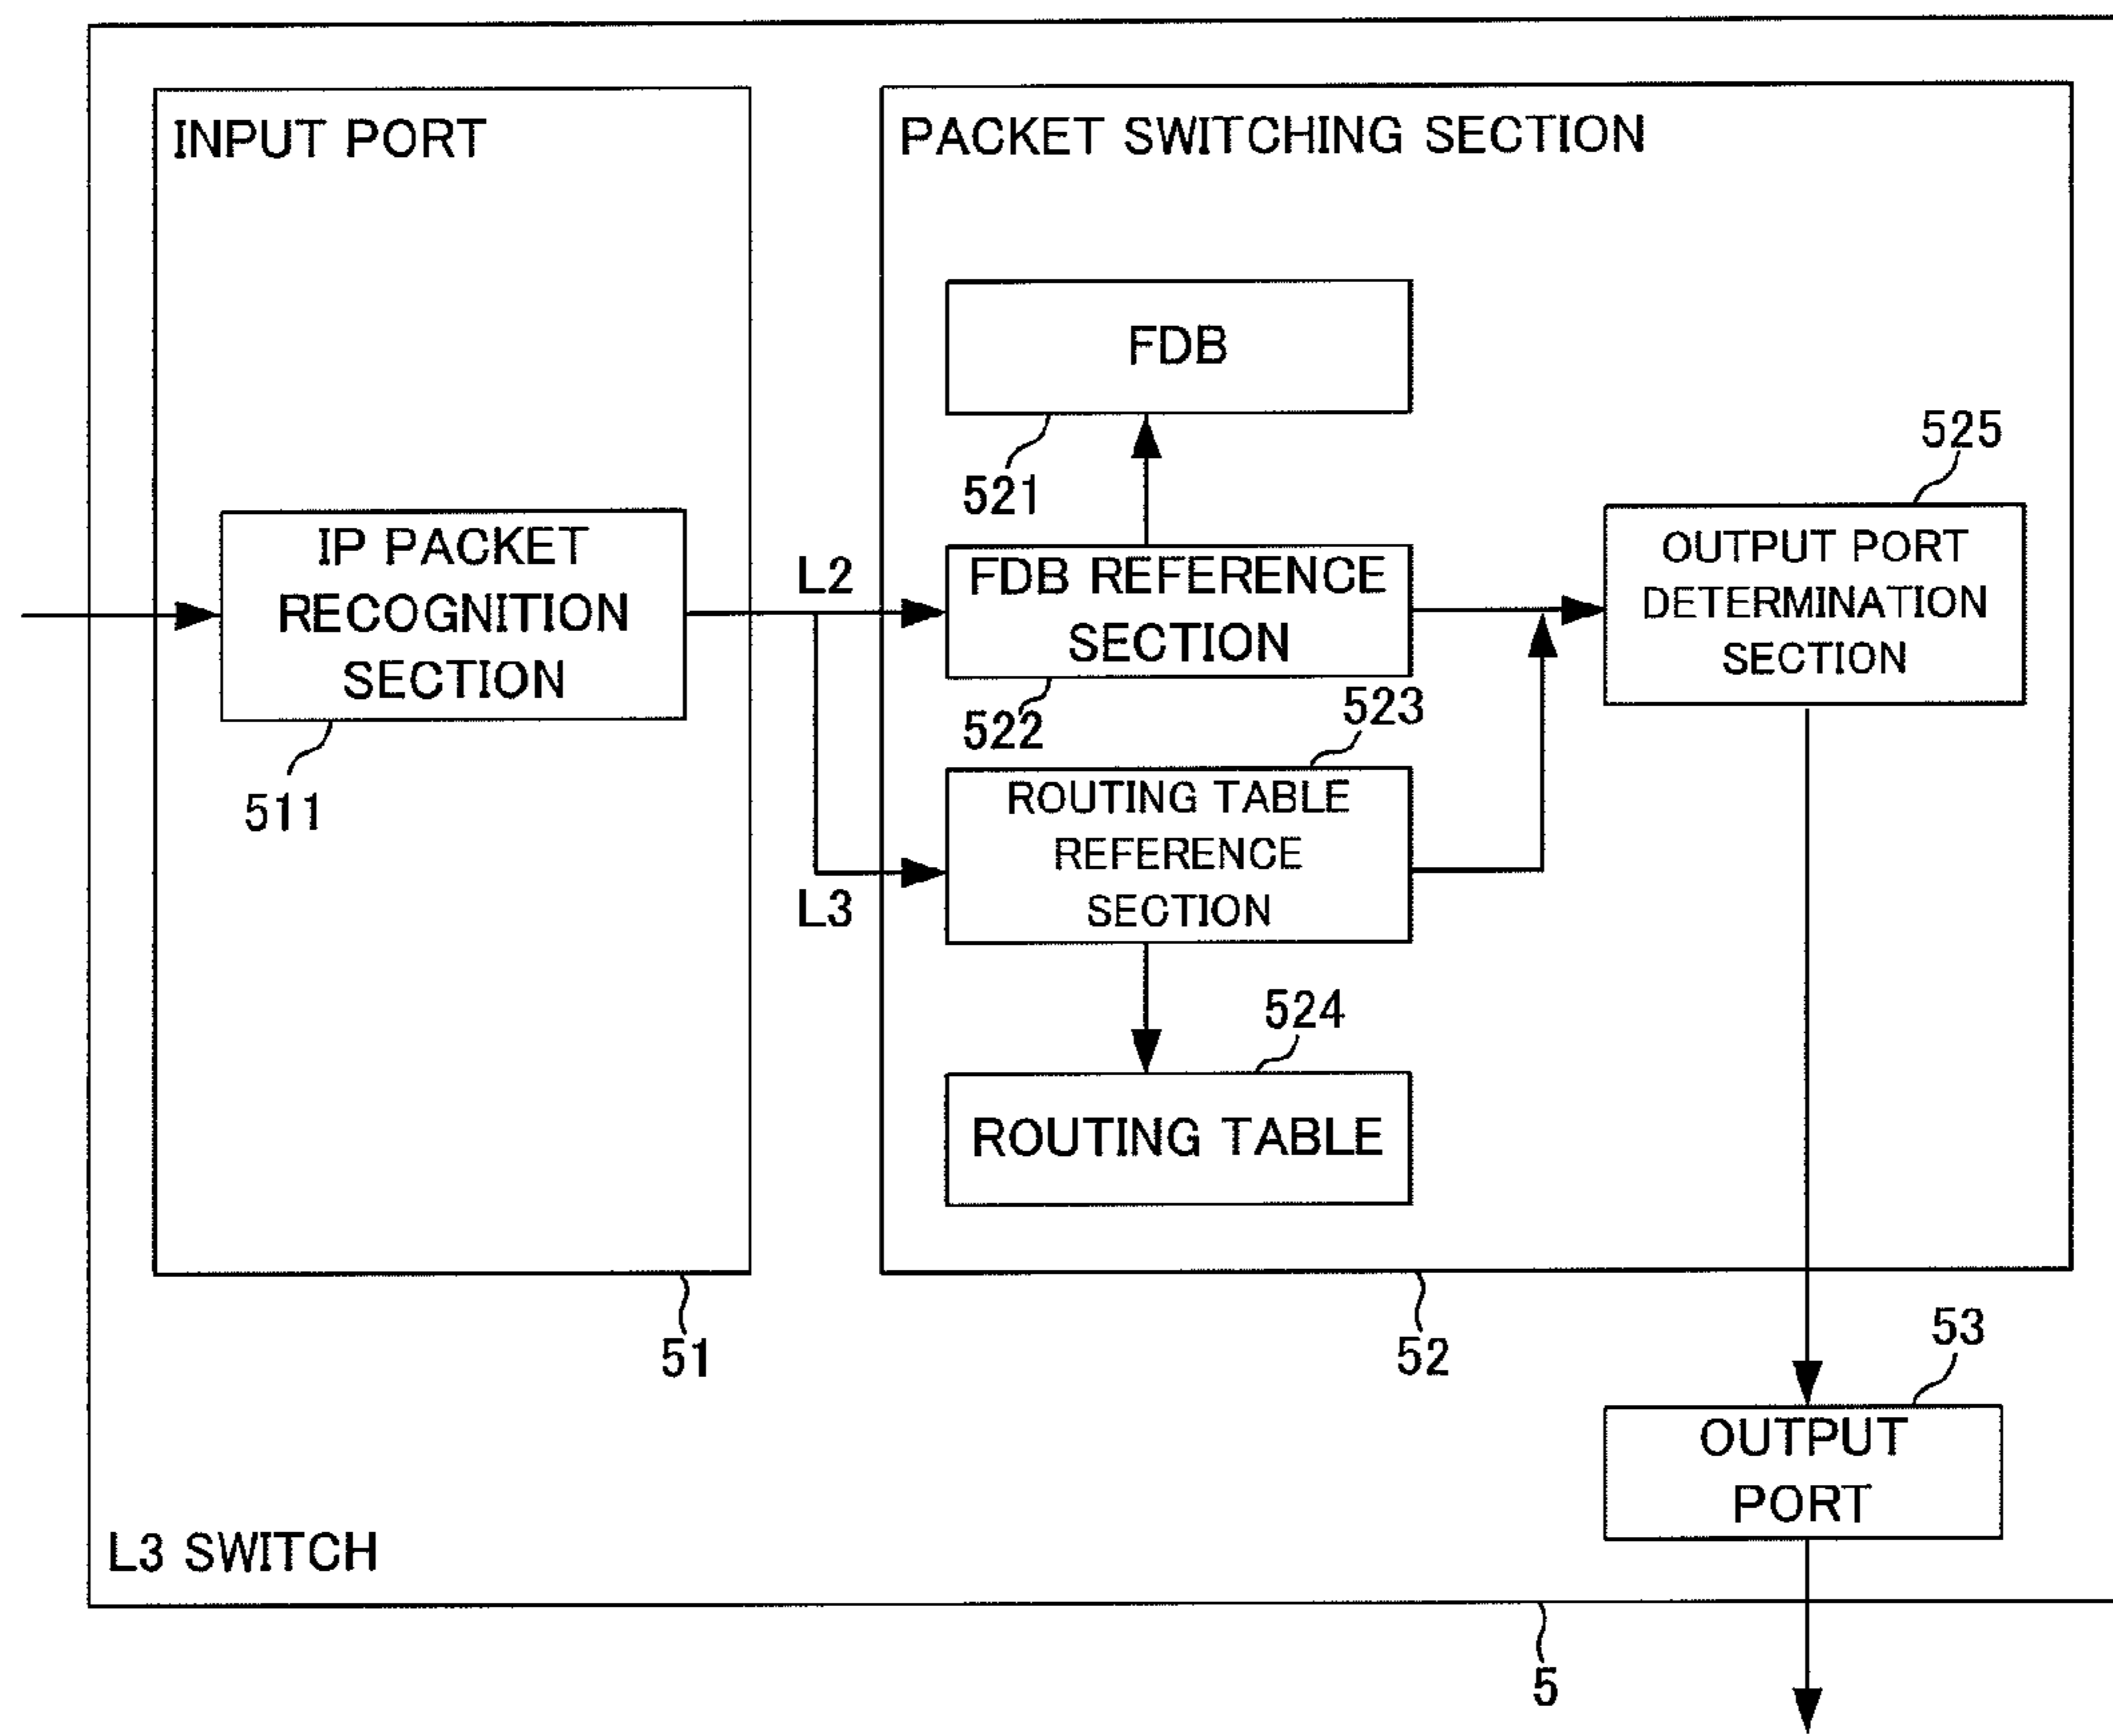 INPUT PORT
PACKET SWITCHING SECTION
FDB
521
525
IP PACKET
RECOGNITION
SECTION
511
L2
FDB REFERENCE
SECTION
522
OUTPUT PORT
DETERMINATION
SECTION
523
L3
ROUTING TABLE
REFERENCE
SECTION
524
ROUTING TABLE
51
52
53
OUTPUT
PORT
L3 SWITCH
5